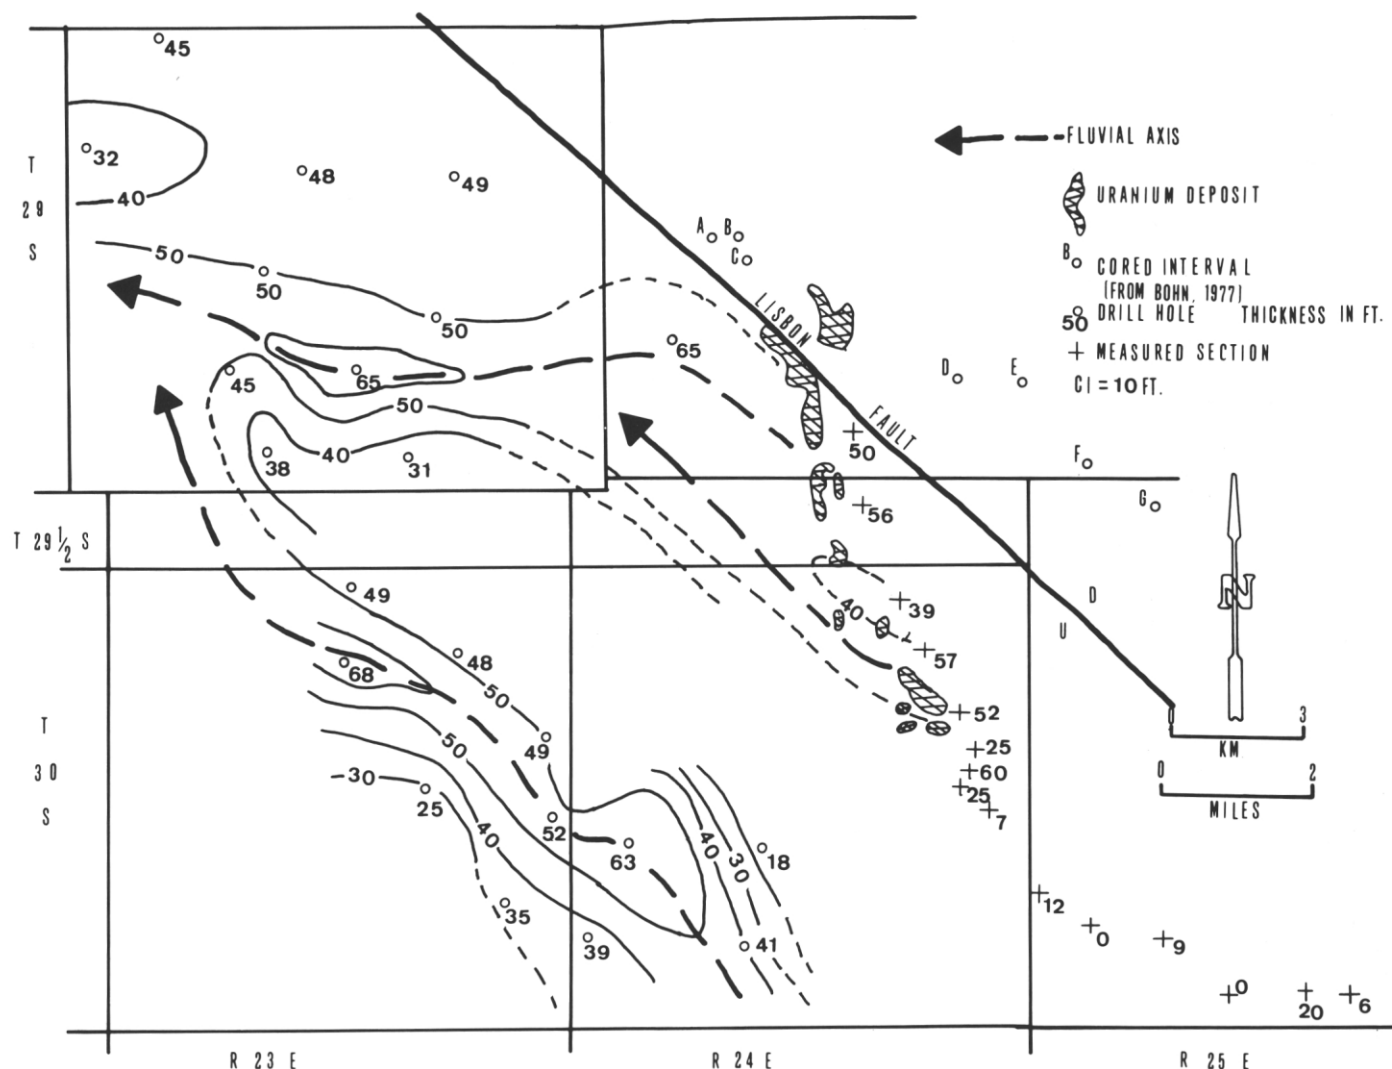 45
32
40
48
49
50
50
50
65
45
50
40
38
31
65
A
B
C
LISBON
FAULT
D
E
F
G
50
56
39
40
57
52
25
60
25
7
12
0
9
0
20
6
D
U
49
48
68
50
49
50
30
25
40
52
63
35
39
40
30
18
41
T
29
S
T 29 1/2 S
T
30
S
R 23 E
R 24 E
R 25 E
FLUVIAL AXIS
URANIUM DEPOSIT
B
CORED INTERVAL
(FROM BOHN, 1977)
50 DRILL HOLE THICKNESS IN FT.
MEASURED SECTION
CI = 10 FT.
N
0 3
KM
0 2
MILES